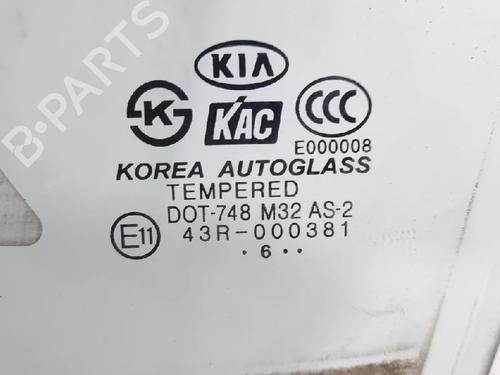 B-PARTS
KIA
K
KAC
CCC
E000008
KOREA AUTOGLASS
TEMPERED
DOT-748 M32 AS-2
E11
43R-000381
. 6 ..